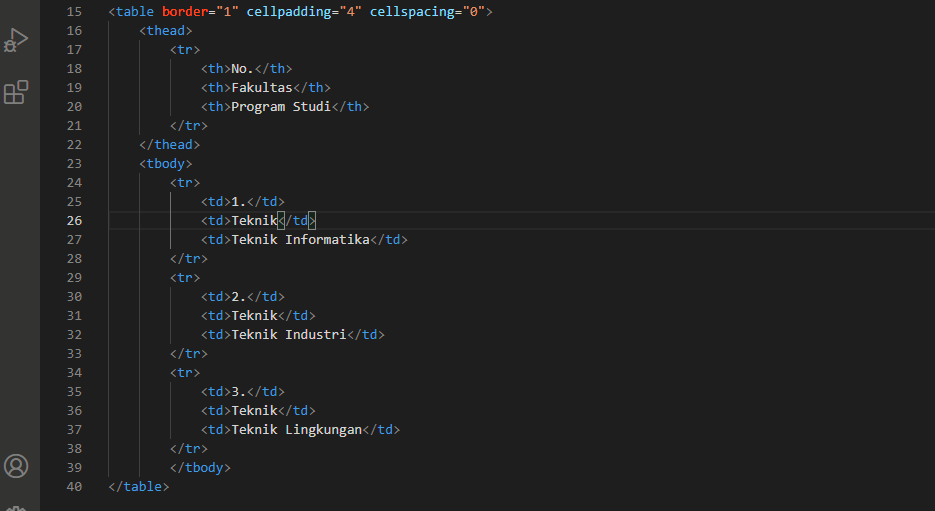 15 <table border="1" cellpadding="4" cellspacing="0">
16 <thead>
17 <tr>
18 <th>No.</th>
19 <th>Fakultas</th>
20 <th>Program Studi</th>
21 </tr>
22 </thead>
23 <tbody>
24 <tr>
25 <td>1.</td>
26 <td>Teknik</td>
27 <td>Teknik Informatika</td>
28 </tr>
29 <tr>
30 <td>2.</td>
31 <td>Teknik</td>
32 <td>Teknik Industri</td>
33 </tr>
34 <tr>
35 <td>3.</td>
36 <td>Teknik</td>
37 <td>Teknik Lingkungan</td>
38 </tr>
39 </tbody>
40 </table>